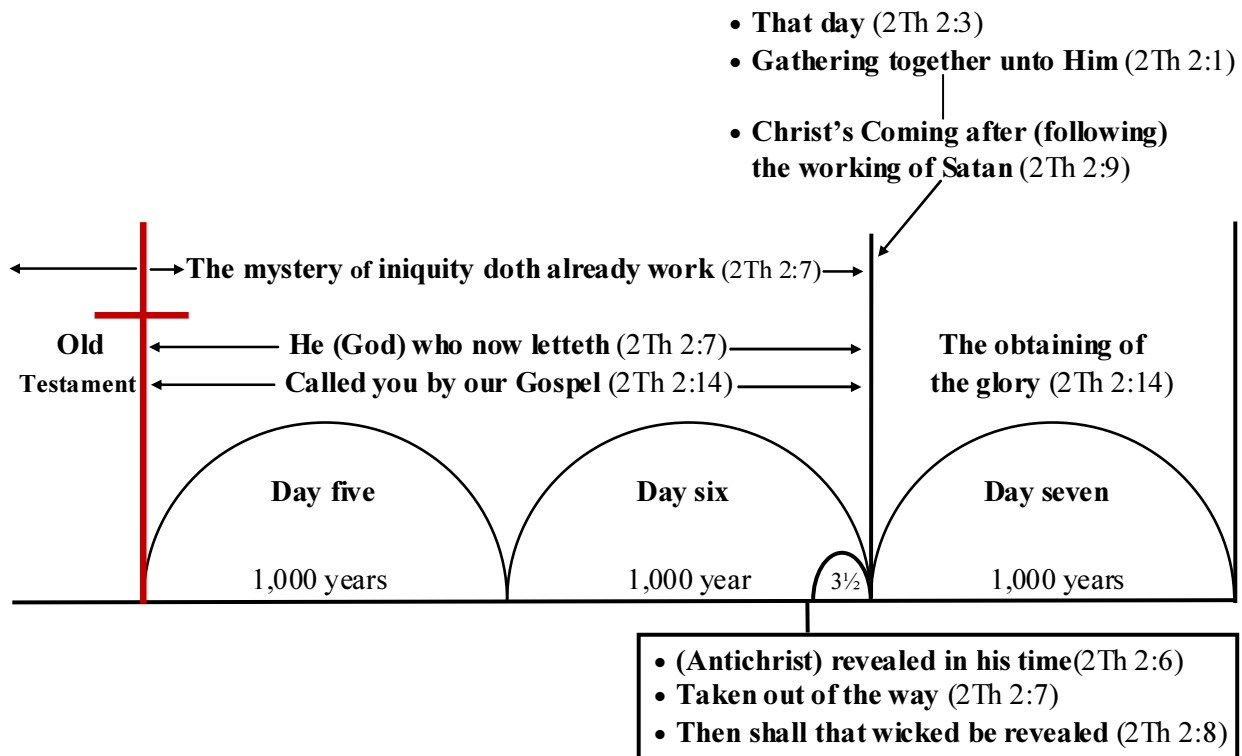 • That day (2Th 2:3)
• Gathering together unto Him (2Th 2:1)
• Christ's Coming after (following)
the working of Satan (2Th 2:9)
The mystery of iniquity doth already work (2Th 2:7)
Old
Testament
He (God) who now letteth (2Th 2:7)
Called you by our Gospel (2Th 2:14)
The obtaining of
the glory (2Th 2:14)
Day five
Day six
Day seven
1,000 years
1,000 year
3½
1,000 years
• (Antichrist) revealed in his time(2Th 2:6)
• Taken out of the way (2Th 2:7)
• Then shall that wicked be revealed (2Th 2:8)